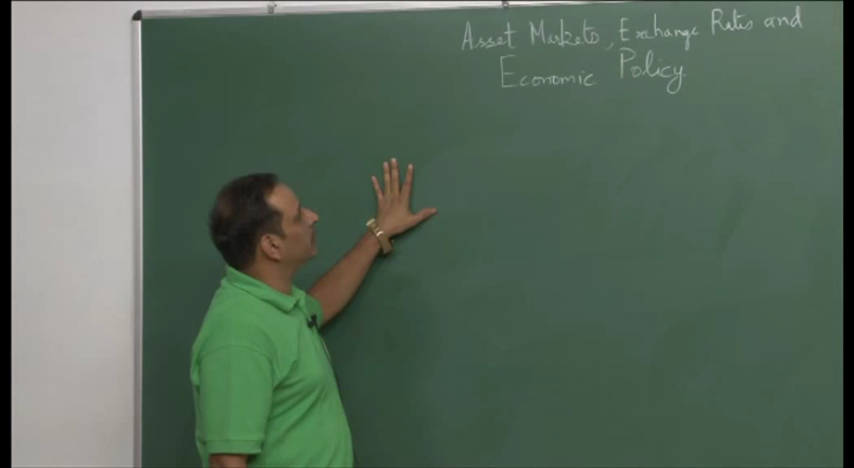 Asset Markets, Exchange Rates and
Economic Policy.